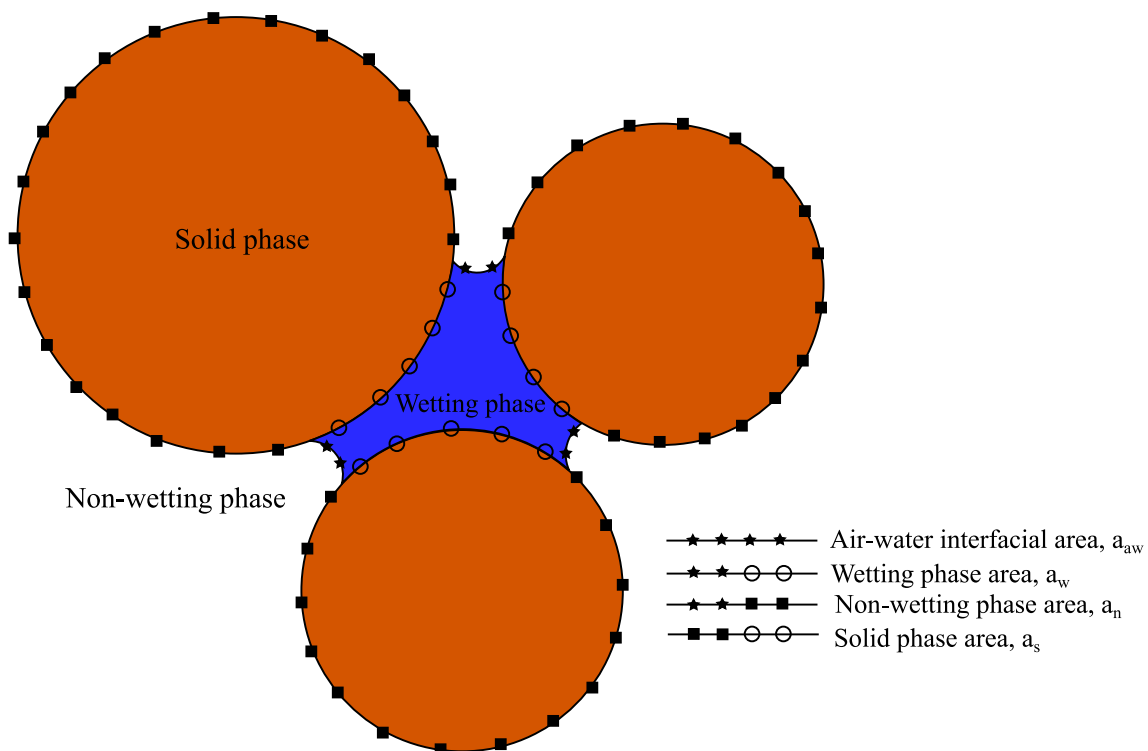 Solid phase
Wetting phase
Non-wetting phase
Air-water interfacial area, a_aw
Wetting phase area, a_w
Non-wetting phase area, a_n
Solid phase area, a_s